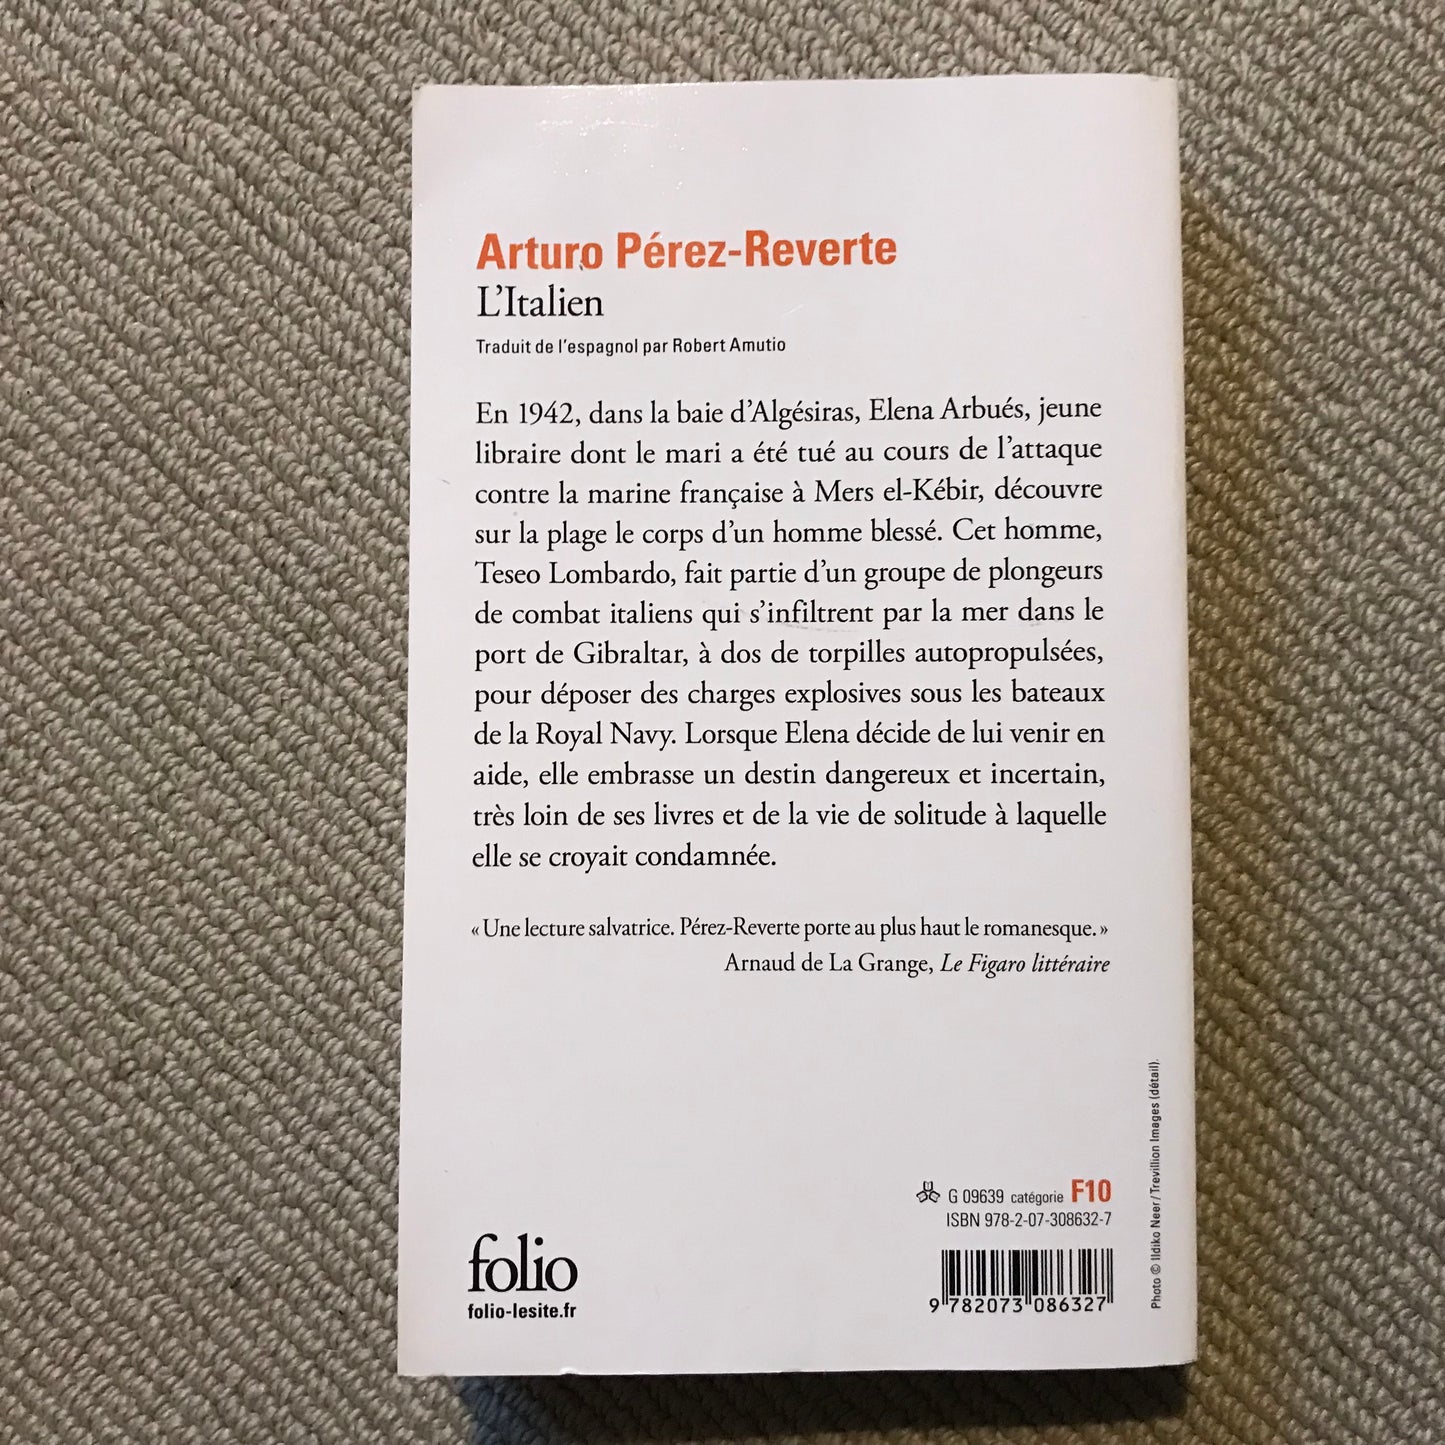 Arturo Pérez-Reverte
L'Italien
Traduit de l'espagnol par Robert Amutio
En 1942, dans la baie d'Algésiras, Elena Arbués, jeune
libraire dont le mari a été tué au cours de l'attaque
contre la marine française à Mers el-Kébir, découvre
sur la plage le corps d'un homme blessé. Cet homme,
Teseo Lombardo, fait partie d'un groupe de plongeurs
de combat italiens qui s'infiltrent par la mer dans le
port de Gibraltar, à dos de torpilles autopropulsées,
pour déposer des charges explosives sous les bateaux
de la Royal Navy. Lorsque Elena décide de lui venir en
aide, elle embrasse un destin dangereux et incertain,
très loin de ses livres et de la vie de solitude à laquelle
elle se croyait condamnée.
« Une lecture salvatrice. Pérez-Reverte porte au plus haut le romanesque. »
Arnaud de La Grange, Le Figaro littéraire
G 09639 catégorie F10
ISBN 978-2-07-308632-7
folio
folio-lesite.fr
9 782073 086327
Photo © Ildiko Neer / Trevillion Images (détail).